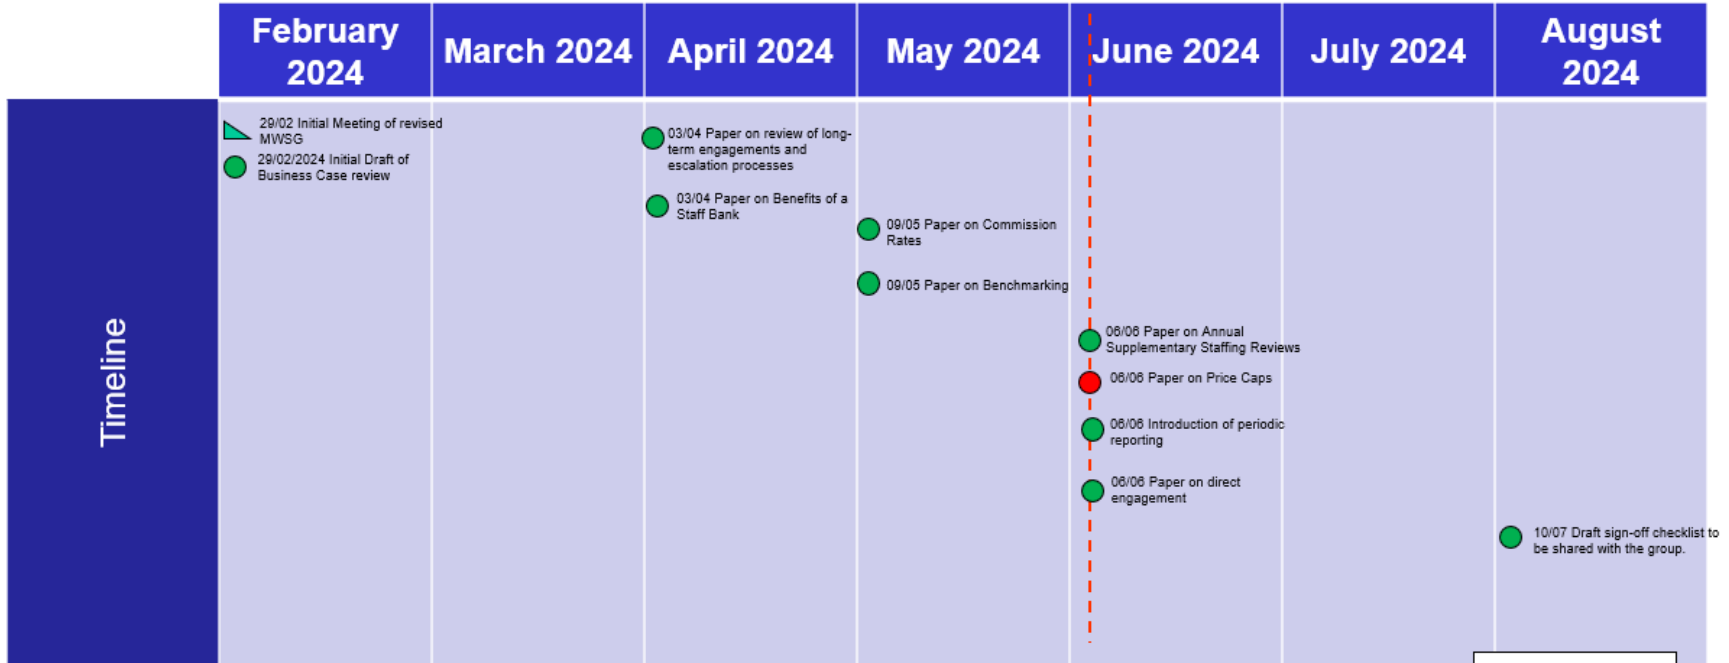 February
2024
March 2024
April 2024
May 2024
June 2024
July 2024
August
2024
Timeline
29/02 Initial Meeting of revised
MWSG
29/02/2024 Initial Draft of
Business Case review
03/04 Paper on review of long-
term engagements and
escalation processes
03/04 Paper on Benefits of a
Staff Bank
09/05 Paper on Commission
Rates
09/05 Paper on Benchmarking
06/06 Paper on Annual
Supplementary Staffing Reviews
06/06 Paper on Price Caps
06/06 Introduction of periodic
reporting
06/06 Paper on direct
engagement
10/07 Draft sign-off checklist to
be shared with the group.